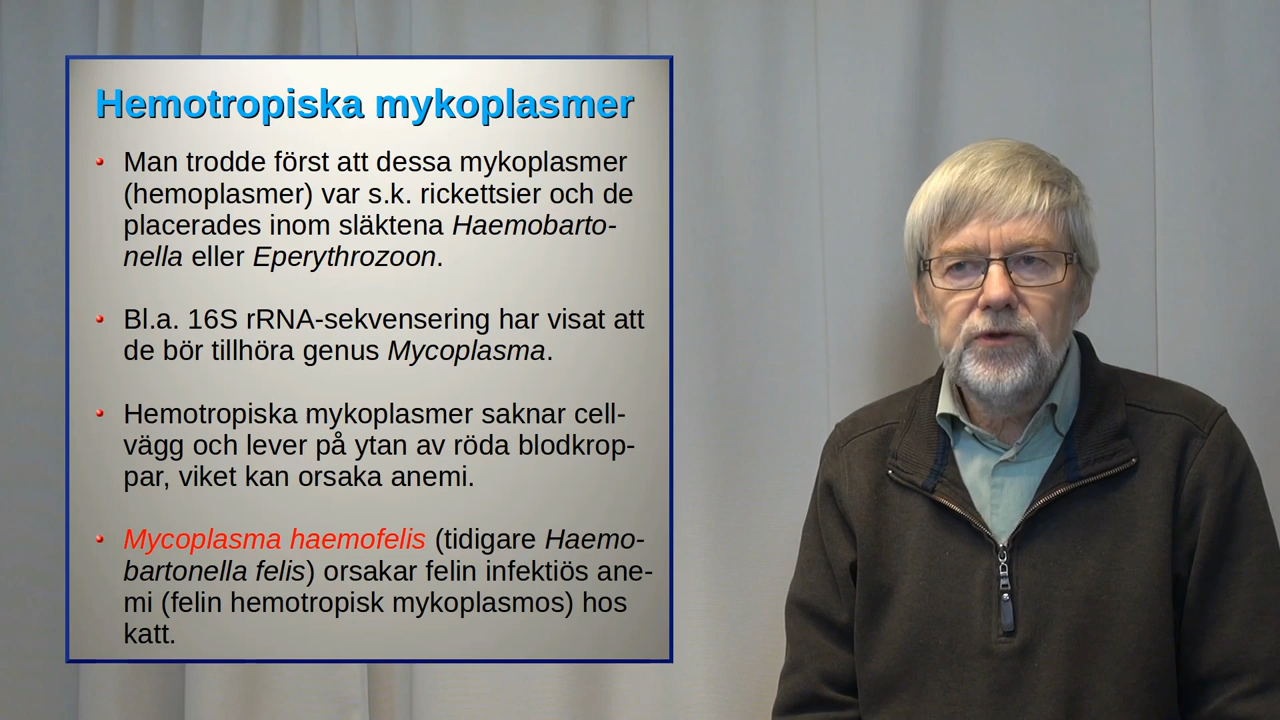 Hemotropiska mykoplasmer
Man trodde först att dessa mykoplasmer
(hemoplasmer) var s.k. rickettsier och de
placerades inom släktena Haemobarto-
nella eller Eperythrozoon.
Bl.a. 16S rRNA-sekvensering har visat att
de bör tillhöra genus Mycoplasma.
Hemotropiska mykoplasmer saknar cell-
vägg och lever på ytan av röda blodkrop-
par, viket kan orsaka anemi.
Mycoplasma haemofelis (tidigare Haemo-
bartonella felis) orsakar felin infektiös ane-
mi (felin hemotropisk mykoplasmos) hos
katt.